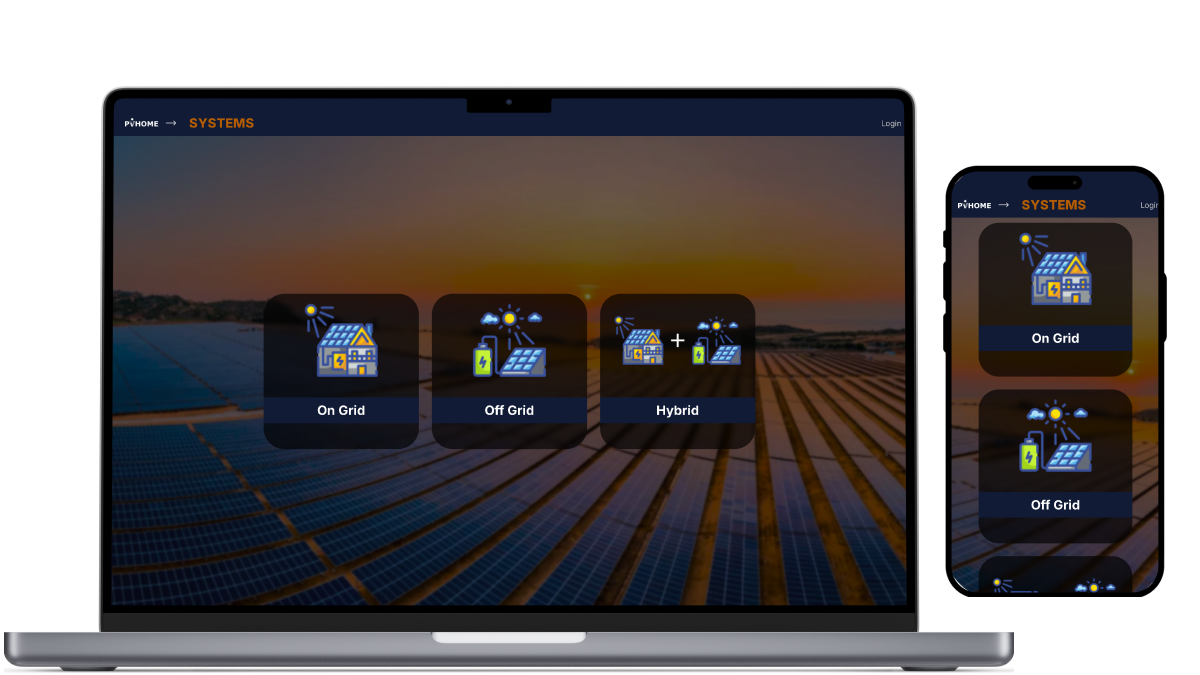 PVHOME → SYSTEMS
Login
On Grid
Off Grid
+
Hybrid
PVHOME → SYSTEMS
Login
On Grid
Off Grid